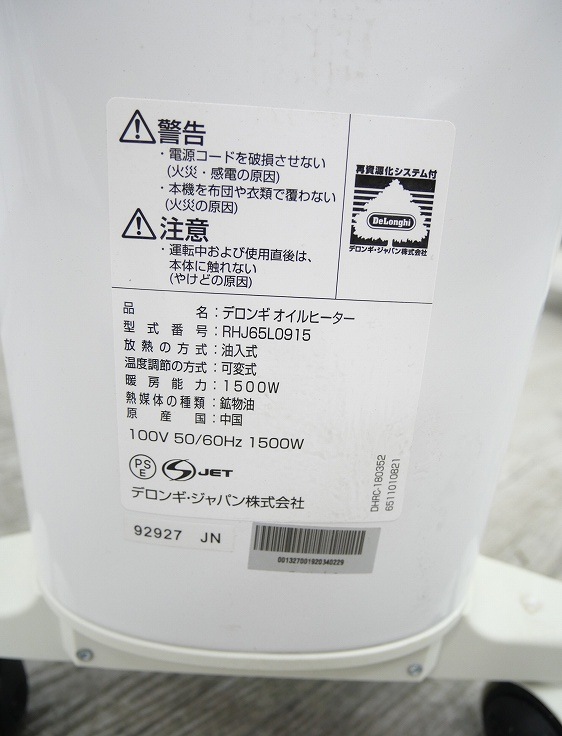 警告
・電源コードを破損させない
(火災・感電の原因)
・本機を布団や衣類で覆わない
(火災の原因)
注意
・運転中および使用直後は、
本体に触れない
(やけどの原因)
再資源化システム付
DeLonghi
デロンギ・ジャパン株式会社
品名:デロンギ オイルヒーター
型式番号:RHJ65L0915
放熱の方式:油入式
温度調節の方式:可変式
暖房能力:1500W
熱媒体の種類:鉱物油
原産国:中国
100V 50/60Hz 1500W
PS
E
JET
デロンギ・ジャパン株式会社
DHRC-180352
6511010821
92927 JN
001327001920340229